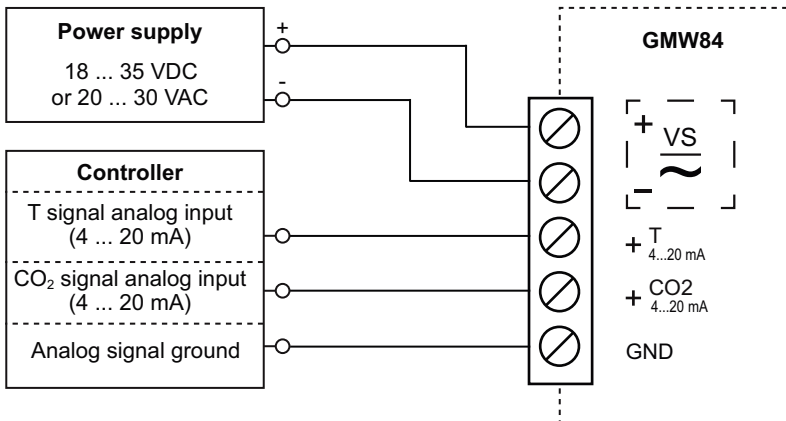 Power supply
18 ... 35 VDC
or 20 ... 30 VAC
+
-
Controller
T signal analog input
(4 ... 20 mA)
CO₂ signal analog input
(4 ... 20 mA)
Analog signal ground
GMW84
+
VS
~
−
+ T
4...20 mA
+ CO2
4...20 mA
GND